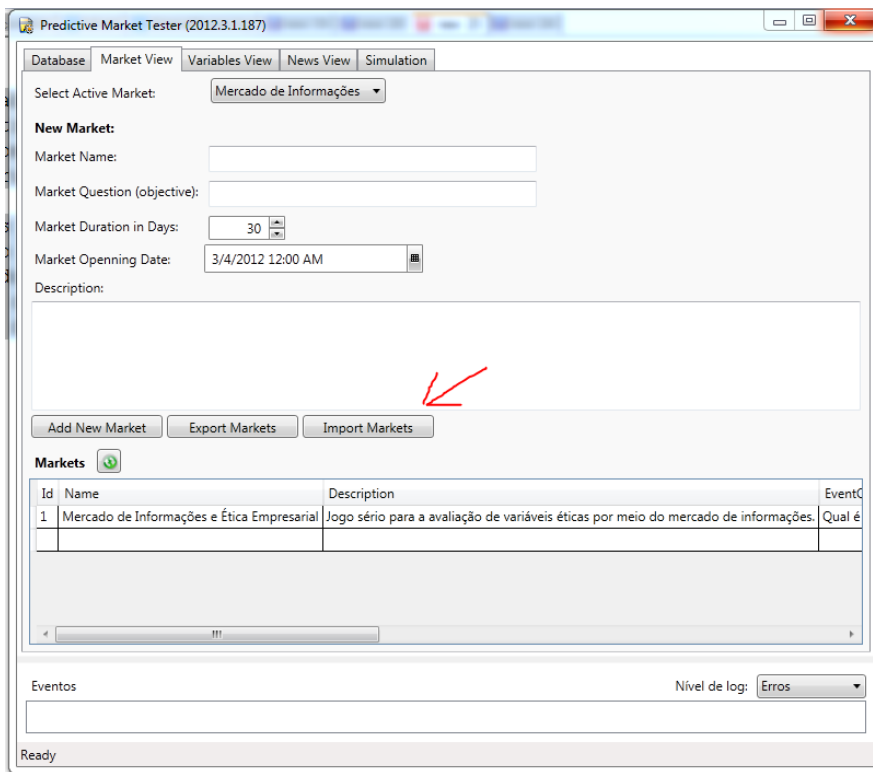 Predictive Market Tester (2012.3.1.187)
Database Market View Variables View News View Simulation
Select Active Market: Mercado de Informações
New Market:
Market Name:
Market Question (objective):
Market Duration in Days: 30
Market Openning Date: 3/4/2012 12:00 AM
Description:
Add New Market Export Markets Import Markets
Markets
Id Name Description EventO
1 Mercado de Informações e Ética Empresarial Jogo sério para a avaliação de variáveis éticas por meio do mercado de informações. Qual é
Eventos Nível de log: Erros
Ready